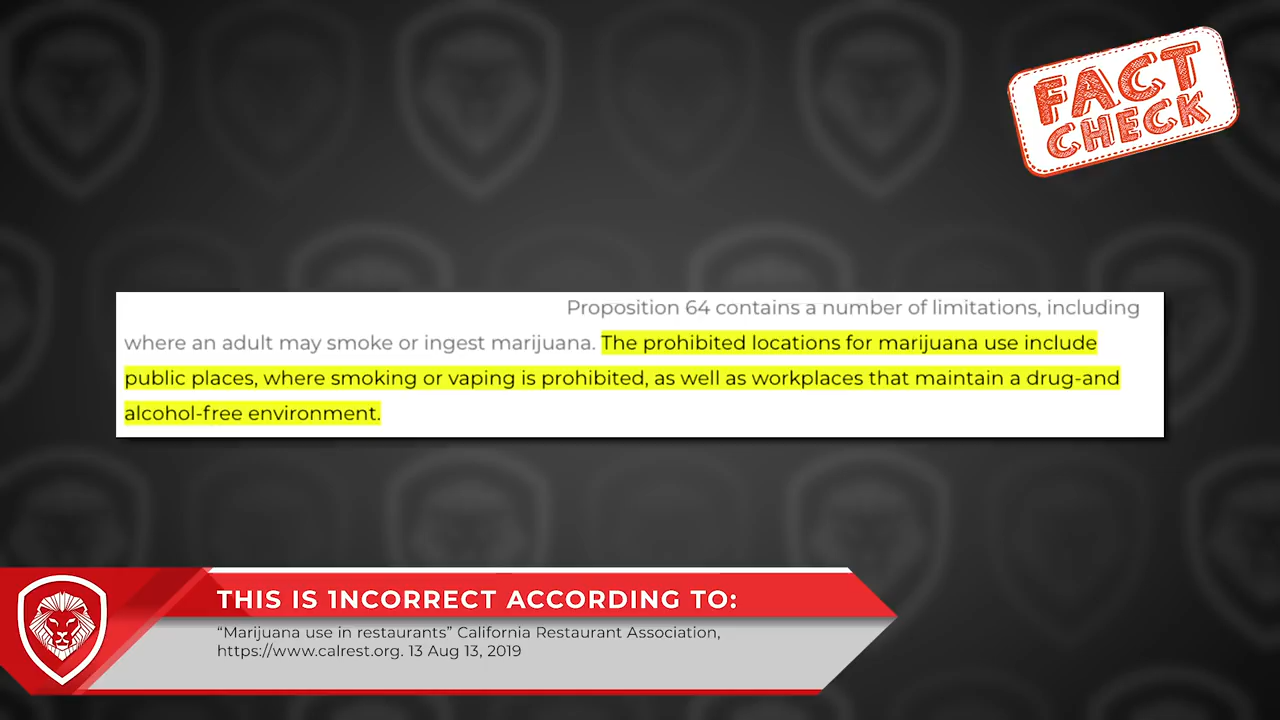 FACT
CHECK
Proposition 64 contains a number of limitations, including
where an adult may smoke or ingest marijuana. The prohibited locations for marijuana use include
public places, where smoking or vaping is prohibited, as well as workplaces that maintain a drug-and
alcohol-free environment.
THIS IS 1NCORRECT ACCORDING TO:
“Marijuana use in restaurants” California Restaurant Association,
https://www.calrest.org. 13 Aug 13, 2019